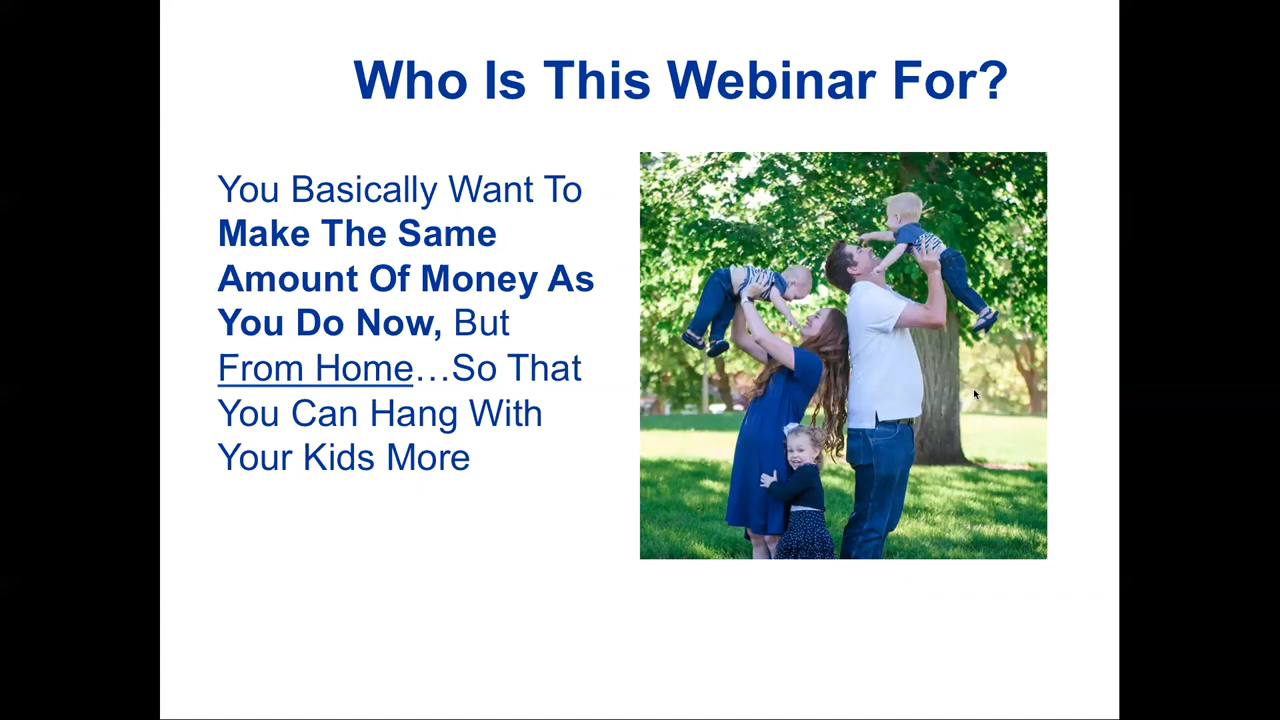 Who Is This Webinar For?
You Basically Want To
Make The Same
Amount Of Money As
You Do Now, But
From Home…So That
You Can Hang With
Your Kids More